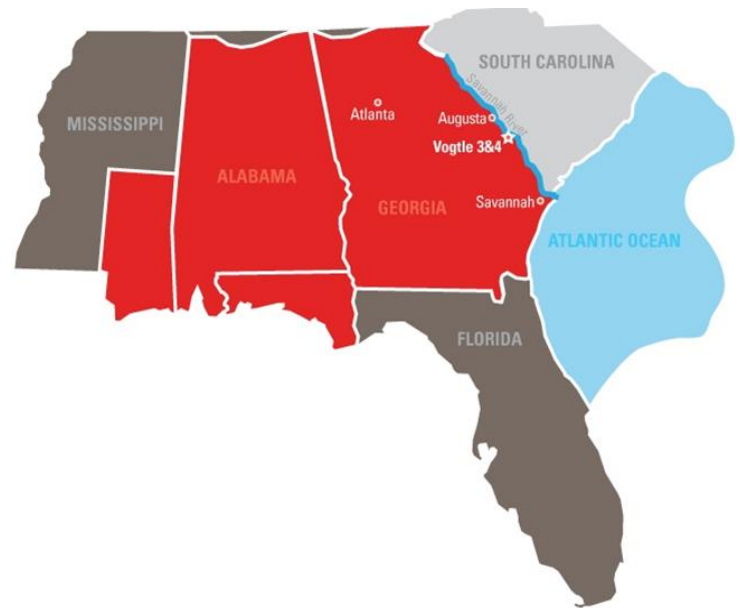 SOUTH CAROLINA
Savannah River
Atlanta
Augusta
MISSISSIPPI
Vogtle 3&4
ALABAMA
GEORGIA
Savannah
ATLANTIC OCEAN
FLORIDA